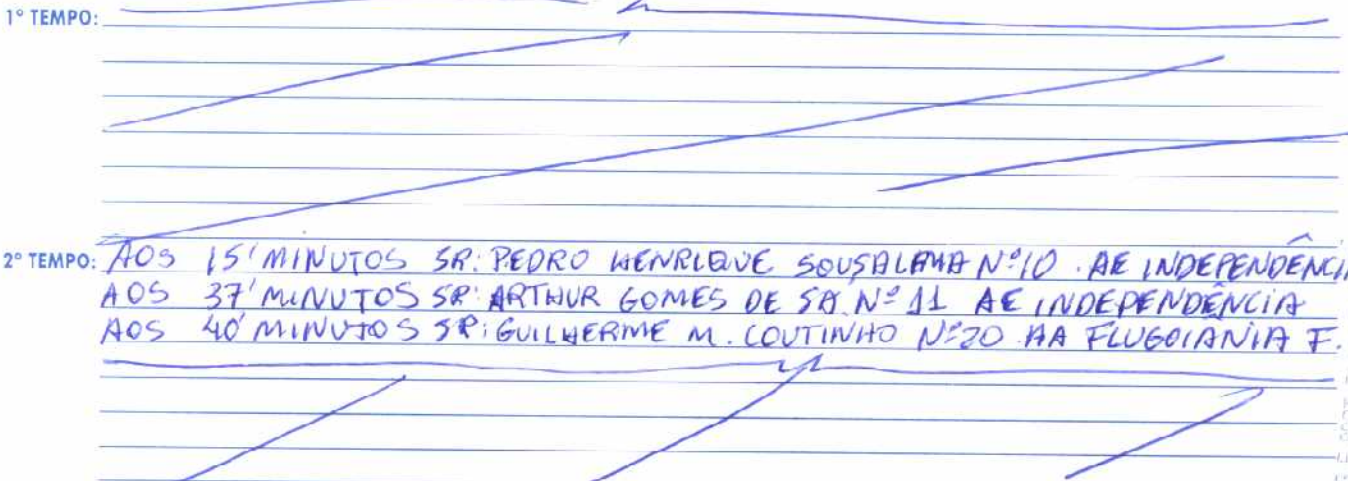 1º TEMPO:
2º TEMPO: AOS 15' MINUTOS SR: PEDRO HENRIQUE Nº10 . AE INDEPENDÊNCIA
AOS 37' MINUTOS SR: ARTHUR GOMES DE SÁ Nº 11 AE INDEPENDÊNCIA
AOS 40' MINUTOS SR: GUILHERME M. COUTINHO Nº20 AA FLUGOIANIA F.